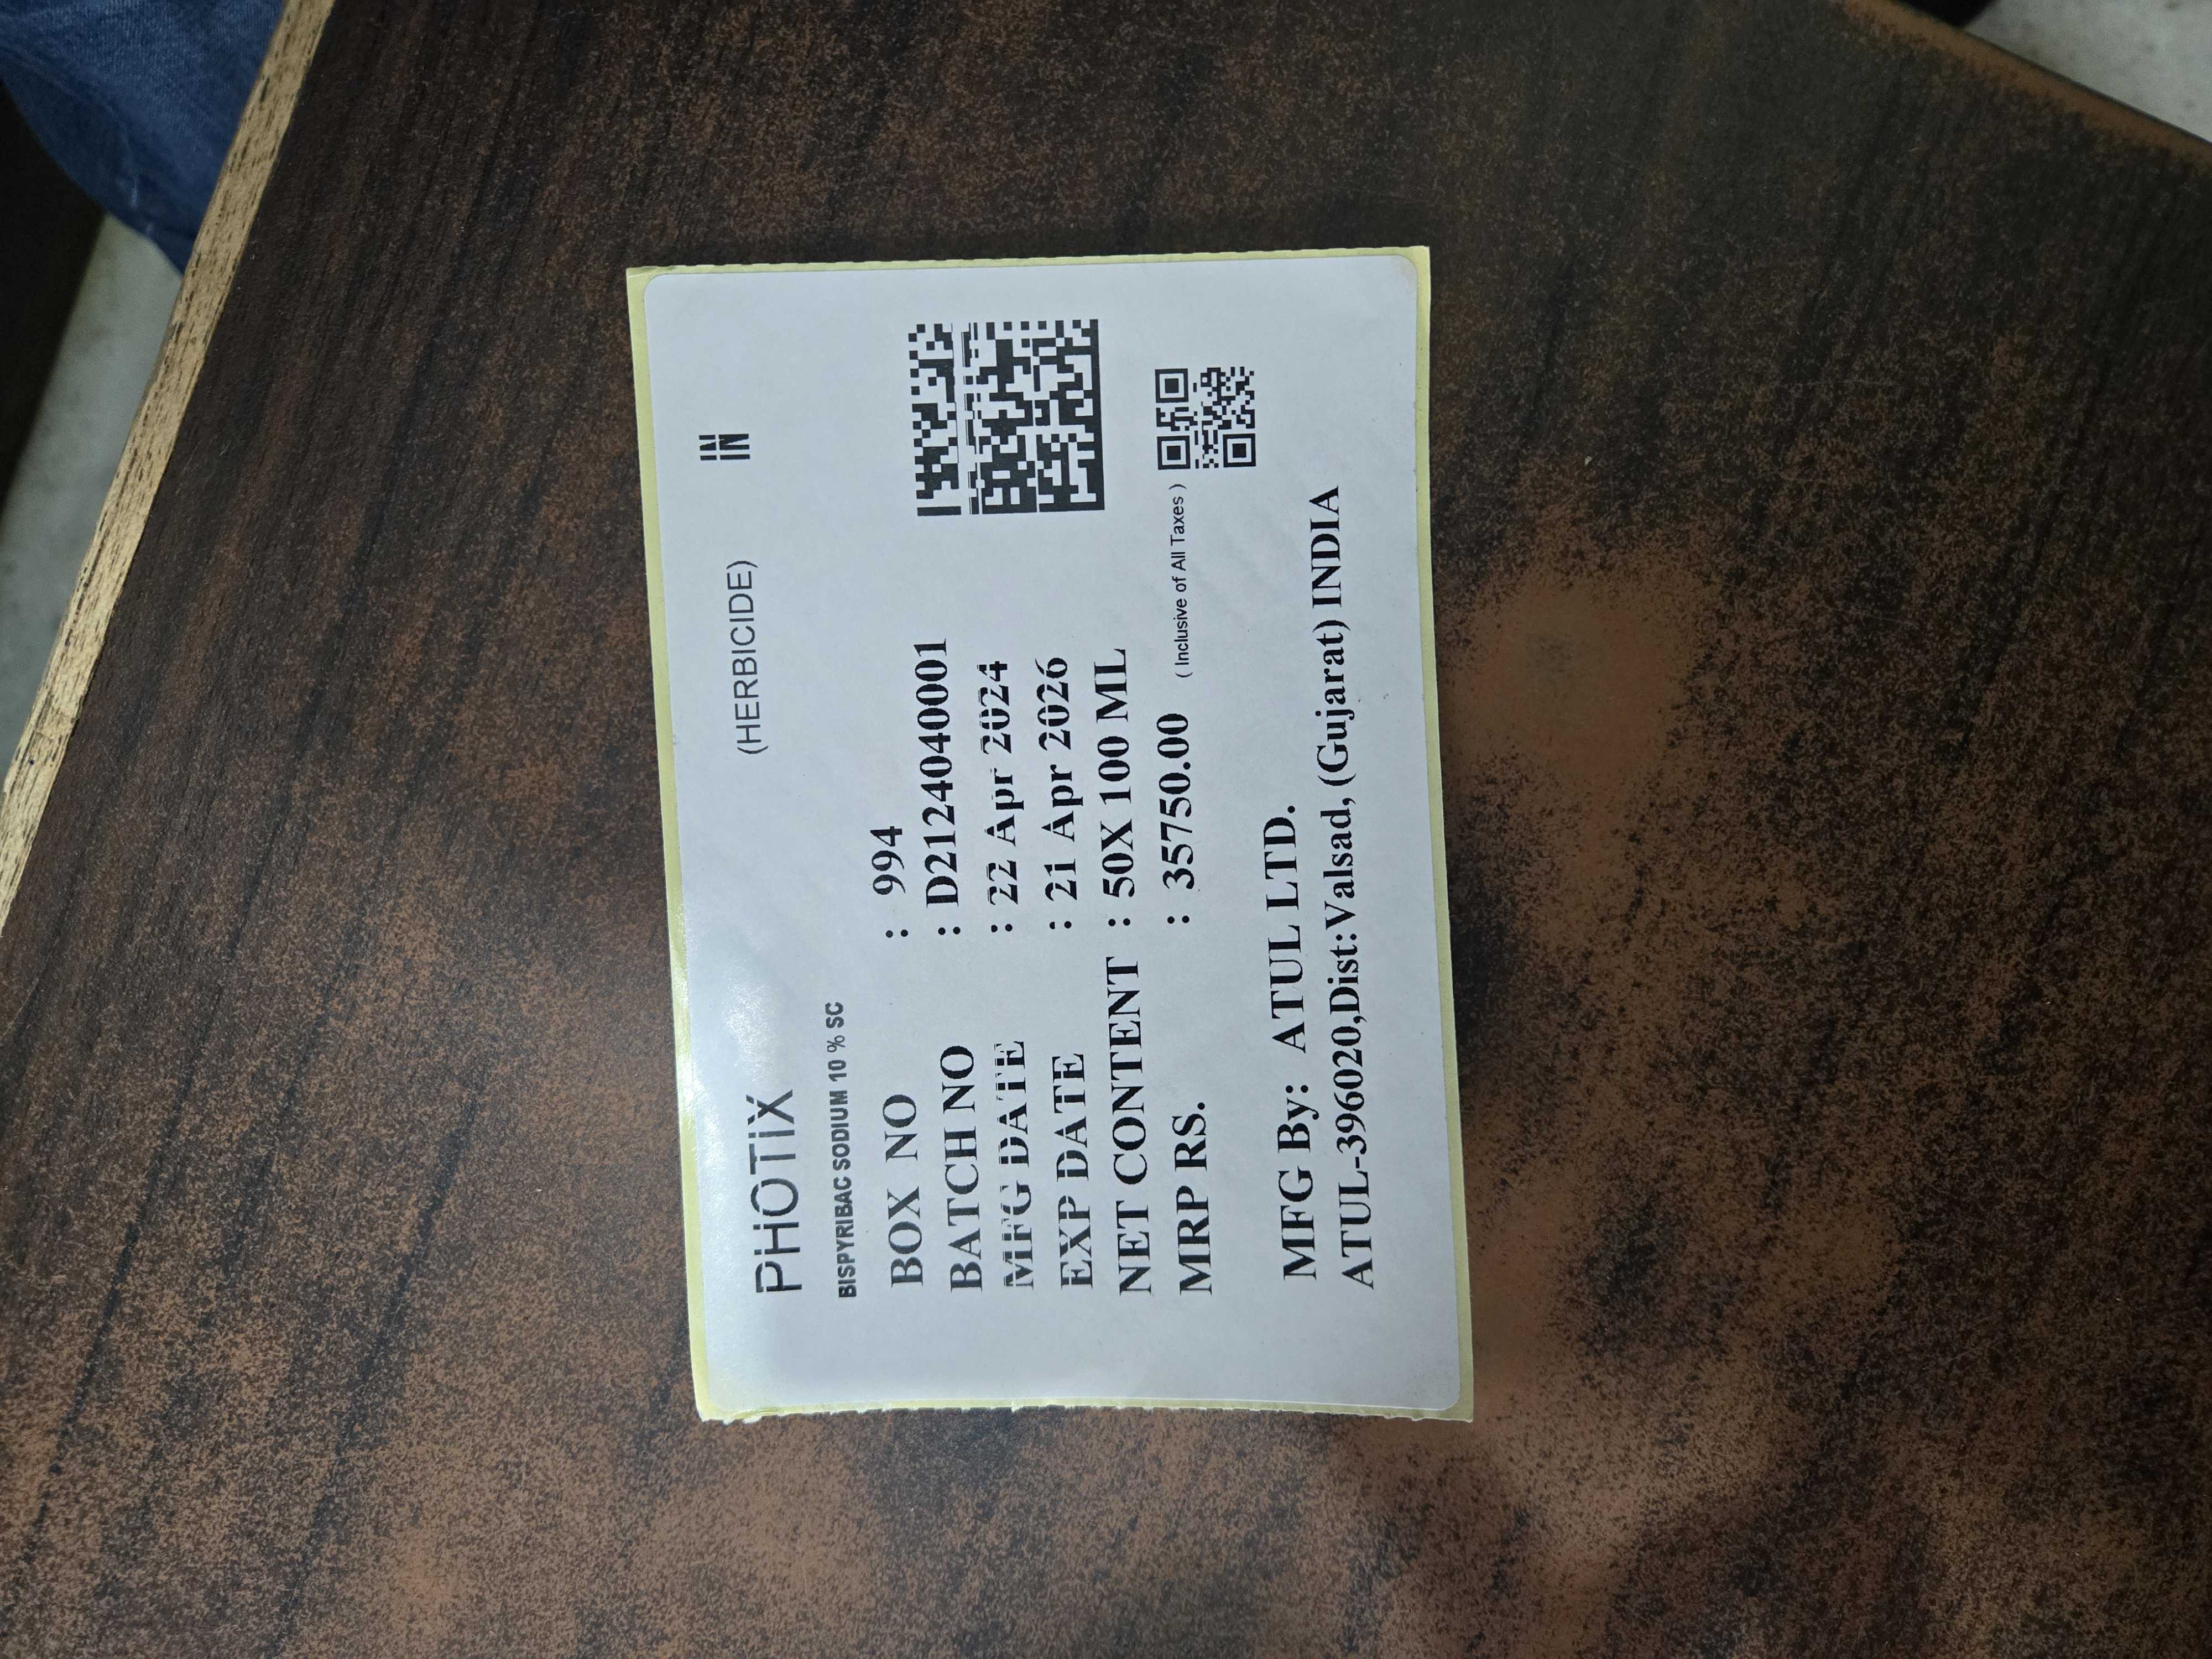 PHOTIX (HERBICIDE) IN
BISPYRIBAC SODIUM 10 % SC
BOX NO : 994
BATCH NO : D2124040001
MFG DATE : 22 Apr 2024
EXP DATE : 21 Apr 2026
NET CONTENT : 50X 100 ML
MRP RS. : 35750.00 ( Inclusive of All Taxes )
MFG By: ATUL LTD.
ATUL-396020,Dist:Valsad, (Gujarat) INDIA